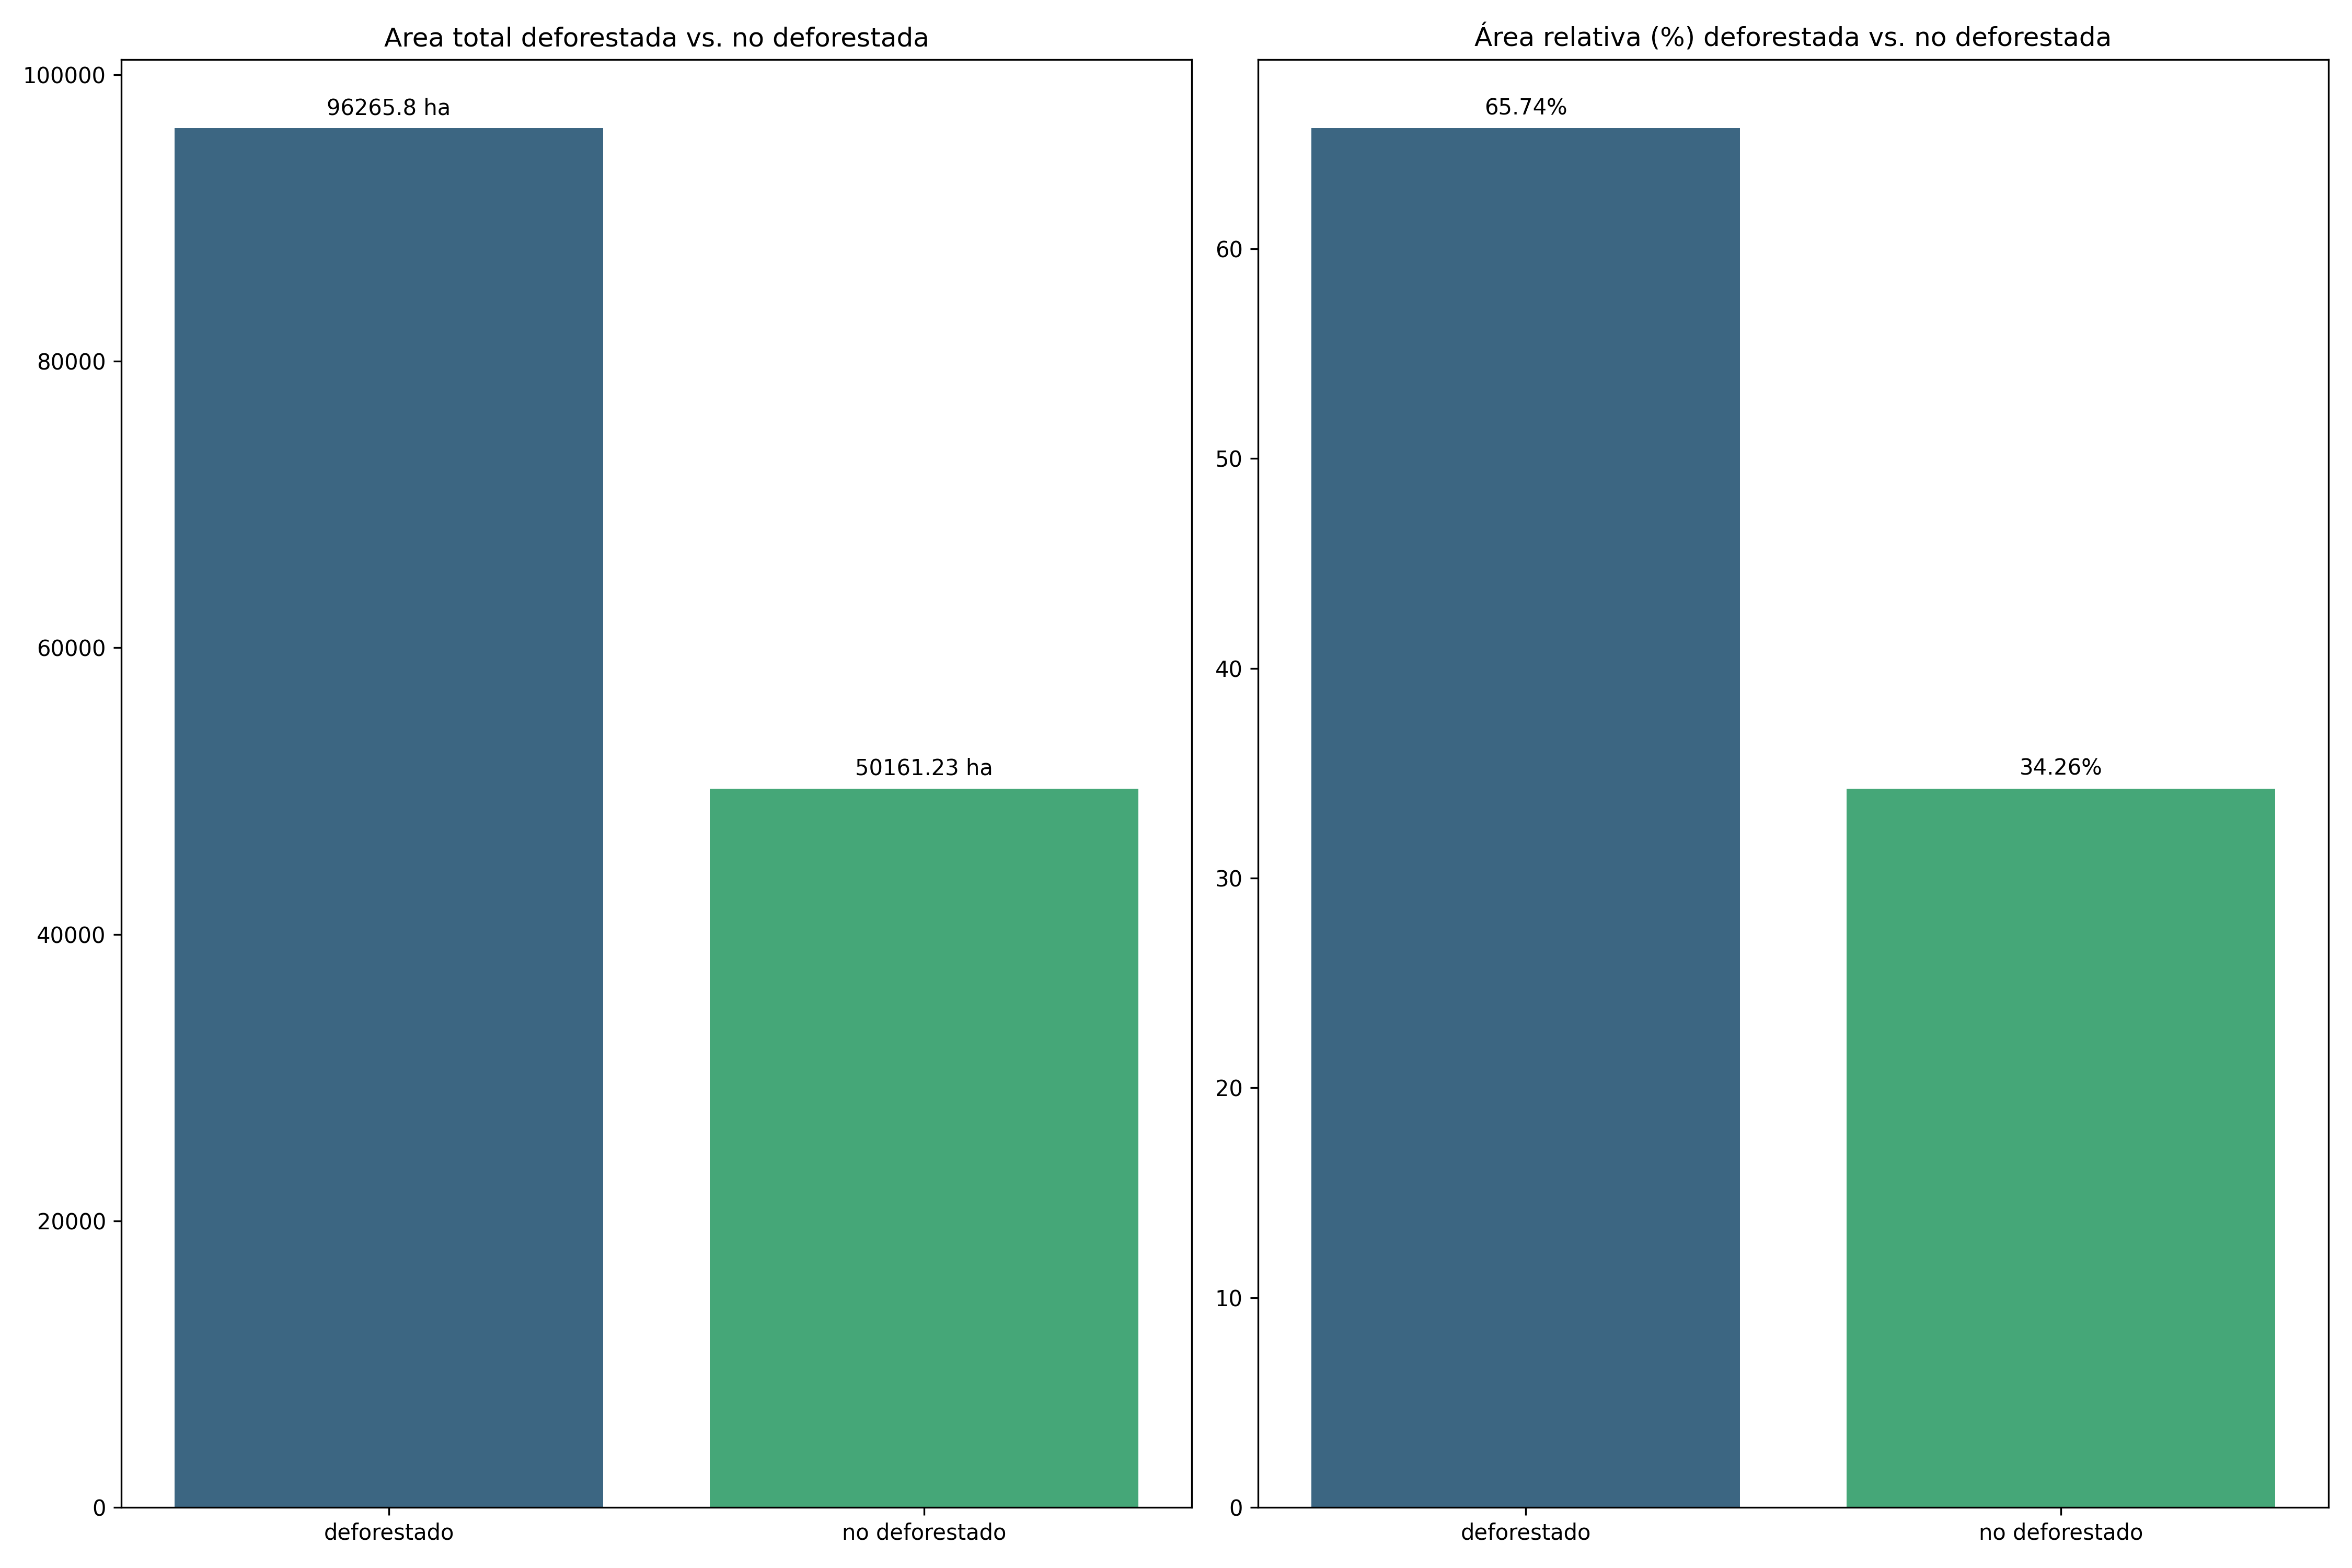 Area total deforestada vs. no deforestada
100000
80000
60000
40000
20000
0
96265.8 ha
50161.23 ha
deforestado
no deforestado
Área relativa (%) deforestada vs. no deforestada
60
50
40
30
20
10
0
65.74%
34.26%
deforestado
no deforestado